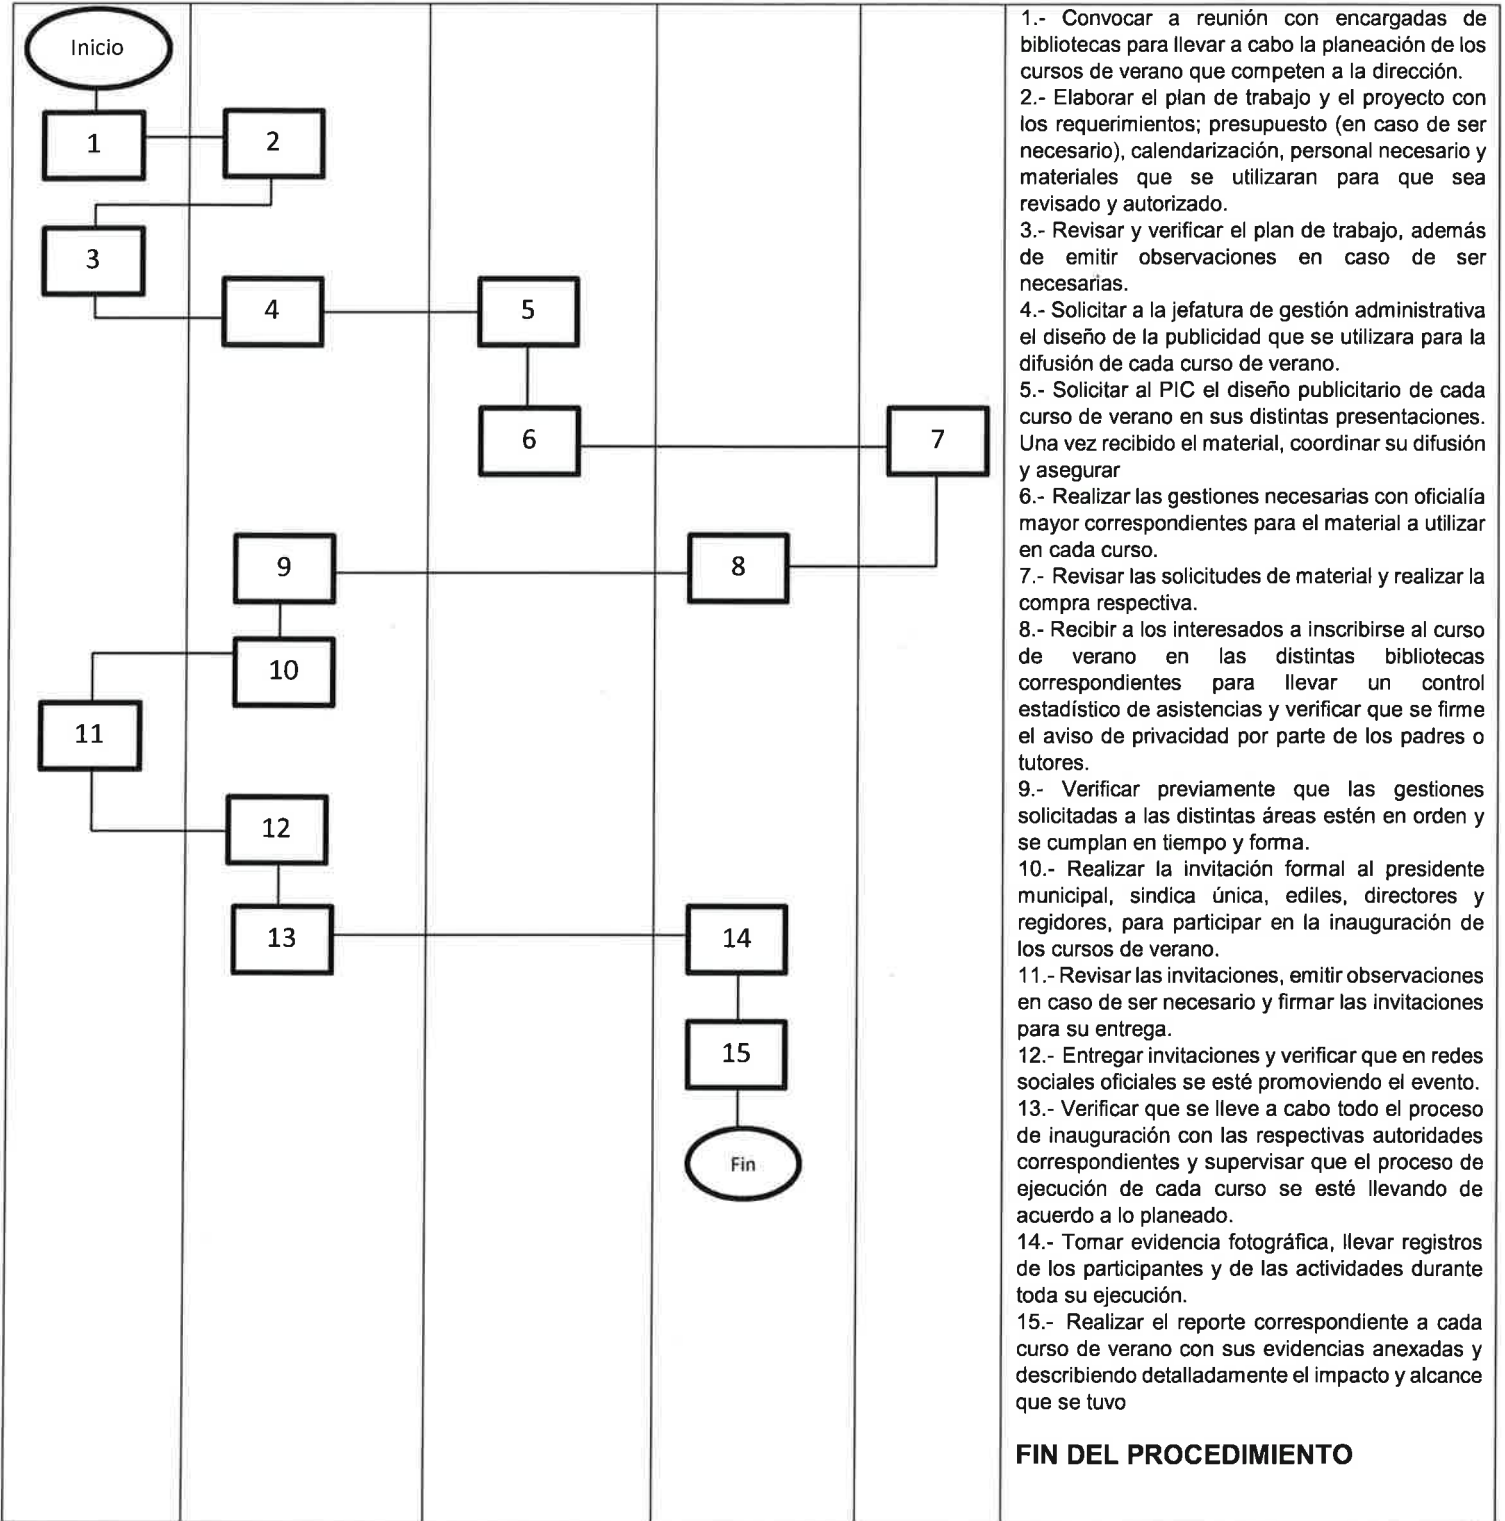 Inicio
1
2
3
4
5
6
7
9
8
10
11
12
13
14
15
Fin
1.- Convocar a reunión con encargadas de
bibliotecas para llevar a cabo la planeación de los
cursos de verano que competen a la dirección.
2.- Elaborar el plan de trabajo y el proyecto con
los requerimientos; presupuesto (en caso de ser
necesario), calendarización, personal necesario y
materiales que se utilizaran para que sea
revisado y autorizado.
3.- Revisar y verificar el plan de trabajo, además
de emitir observaciones en caso de ser
necesarias.
4.- Solicitar a la jefatura de gestión administrativa
el diseño de la publicidad que se utilizara para la
difusión de cada curso de verano.
5.- Solicitar al PIC el diseño publicitario de cada
curso de verano en sus distintas presentaciones.
Una vez recibido el material, coordinar su difusión
y asegurar
6.- Realizar las gestiones necesarias con oficialía
mayor correspondientes para el material a utilizar
en cada curso.
7.- Revisar las solicitudes de material y realizar la
compra respectiva.
8.- Recibir a los interesados a inscribirse al curso
de verano en las distintas bibliotecas
correspondientes para llevar un control
estadístico de asistencias y verificar que se firme
el aviso de privacidad por parte de los padres o
tutores.
9.- Verificar previamente que las gestiones
solicitadas a las distintas áreas estén en orden y
se cumplan en tiempo y forma.
10.- Realizar la invitación formal al presidente
municipal, sindica única, ediles, directores y
regidores, para participar en la inauguración de
los cursos de verano.
11.- Revisar las invitaciones, emitir observaciones
en caso de ser necesario y firmar las invitaciones
para su entrega.
12.- Entregar invitaciones y verificar que en redes
sociales oficiales se esté promoviendo el evento.
13.- Verificar que se lleve a cabo todo el proceso
de inauguración con las respectivas autoridades
correspondientes y supervisar que el proceso de
ejecución de cada curso se esté llevando de
acuerdo a lo planeado.
14.- Tomar evidencia fotográfica, llevar registros
de los participantes y de las actividades durante
toda su ejecución.
15.- Realizar el reporte correspondiente a cada
curso de verano con sus evidencias anexadas y
describiendo detalladamente el impacto y alcance
que se tuvo
FIN DEL PROCEDIMIENTO